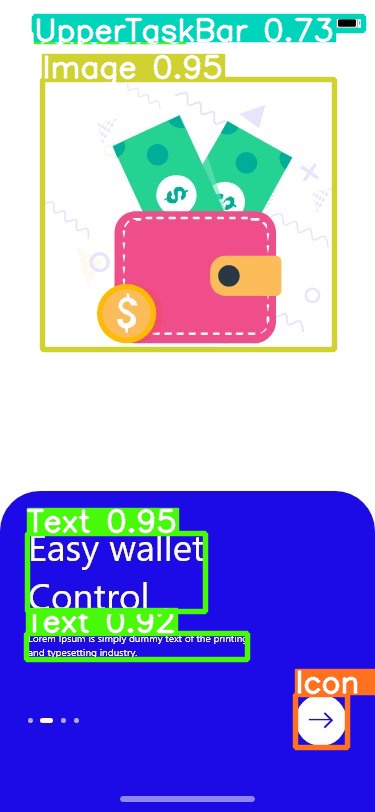 UpperTaskBar 0.73
Image 0.95
$
$
$
Text 0.95
Easy wallet
Control
Text 0.92
Lorem Ipsum is simply dummy text of the printing
and typesetting industry.
Icon